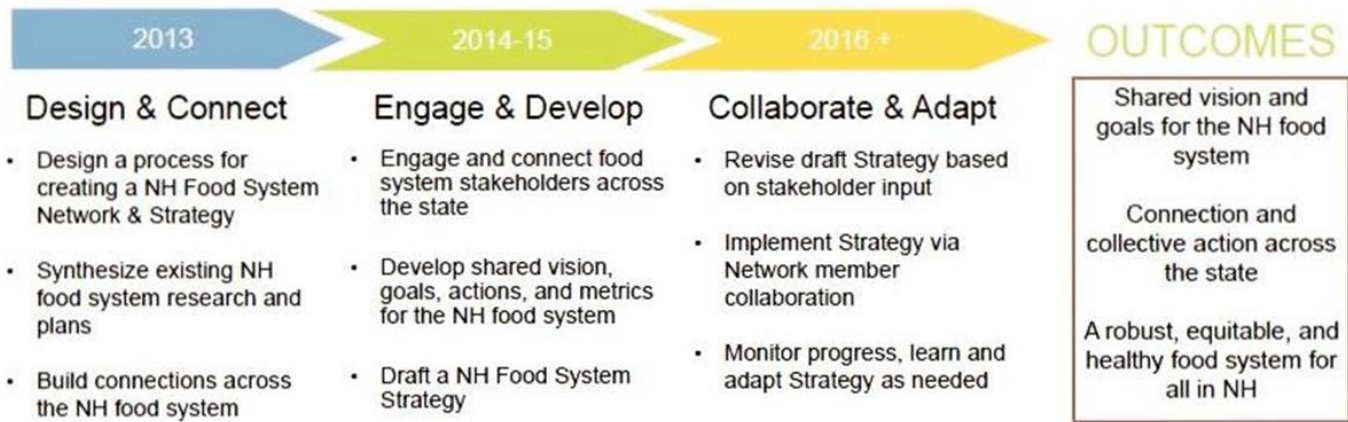 2013
2014-15
2016 +
OUTCOMES
Design & Connect
• Design a process for
creating a NH Food System
Network & Strategy
• Synthesize existing NH
food system research and
plans
• Build connections across
the NH food system
Engage & Develop
• Engage and connect food
system stakeholders across
the state
• Develop shared vision,
goals, actions, and metrics
for the NH food system
• Draft a NH Food System
Strategy
Collaborate & Adapt
• Revise draft Strategy based
on stakeholder input
• Implement Strategy via
Network member
collaboration
• Monitor progress, learn and
adapt Strategy as needed
Shared vision and
goals for the NH food
system
Connection and
collective action across
the state
A robust, equitable, and
healthy food system for
all in NH